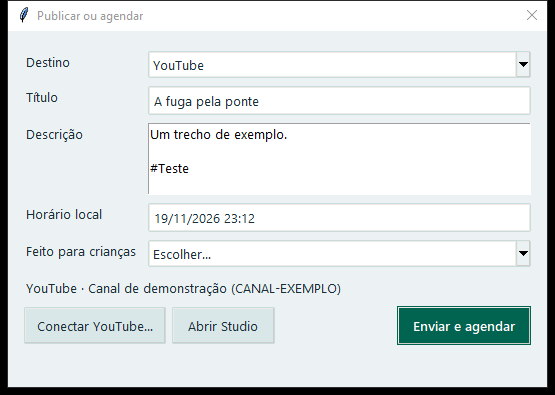 Publicar ou agendar
Destino
YouTube
Título
A fuga pela ponte
Descrição
Um trecho de exemplo.
#Teste
Horário local
19/11/2026 23:12
Feito para crianças
Escolher...
YouTube · Canal de demonstração (CANAL-EXEMPLO)
Conectar YouTube...
Abrir Studio
Enviar e agendar